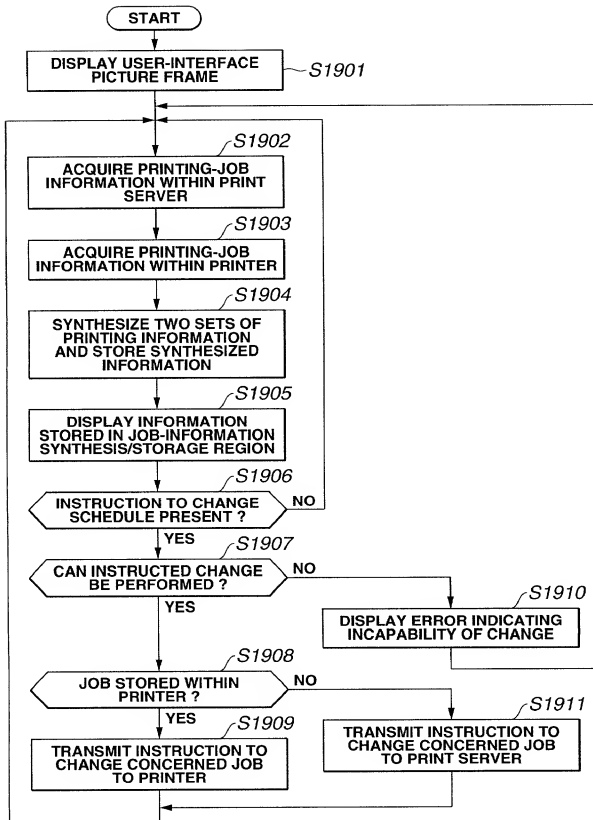 START
DISPLAY USER-INTERFACE
PICTURE FRAME
S1901
S1902
ACQUIRE PRINTING-JOB
INFORMATION WITHIN PRINT
SERVER
S1903
ACQUIRE PRINTING-JOB
INFORMATION WITHIN PRINTER
S1904
SYNTHESIZE TWO SETS OF
PRINTING INFORMATION
AND STORE SYNTHESIZED
INFORMATION
S1905
DISPLAY INFORMATION
STORED IN JOB-INFORMATION
SYNTHESIS/STORAGE REGION
S1906
INSTRUCTION TO CHANGE
SCHEDULE PRESENT ?
NO
YES
S1907
CAN INSTRUCTED CHANGE
BE PERFORMED ?
NO
YES
S1910
DISPLAY ERROR INDICATING
INCAPABILITY OF CHANGE
S1908
JOB STORED WITHIN
PRINTER ?
NO
YES
S1909
TRANSMIT INSTRUCTION TO
CHANGE CONCERNED JOB
TO PRINTER
S1911
TRANSMIT INSTRUCTION TO
CHANGE CONCERNED JOB
TO PRINT SERVER